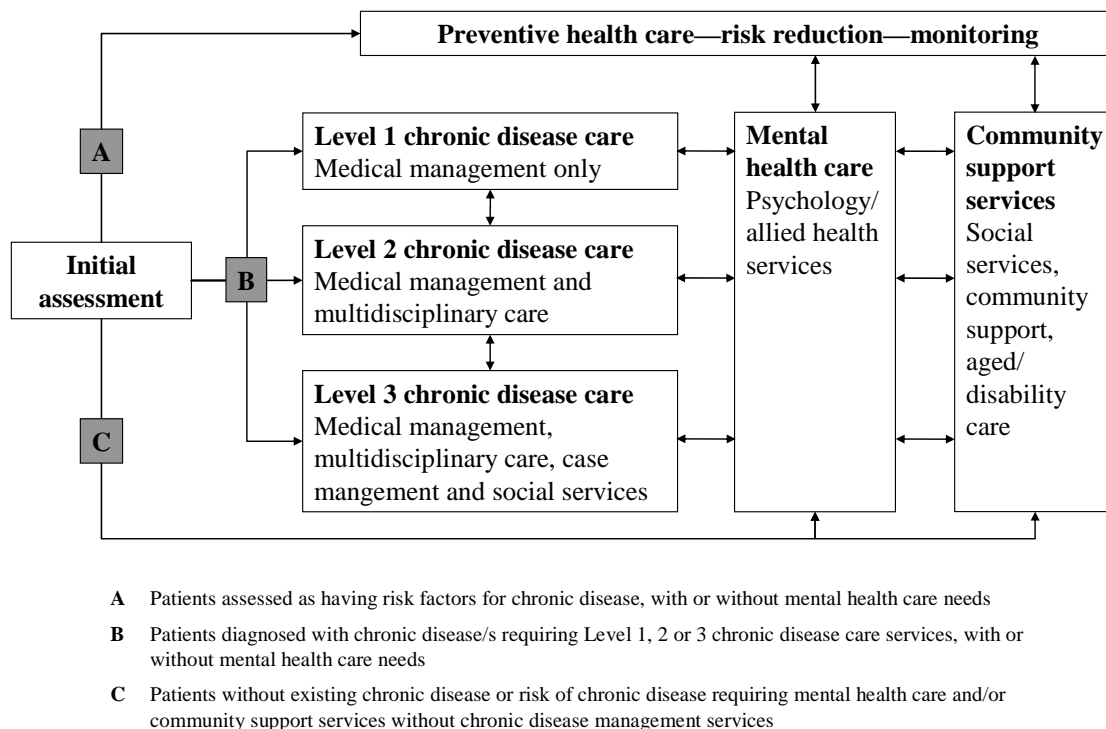 Preventive health care—risk reduction—monitoring
A
Level 1 chronic disease care
Medical management only
Mental
health care
Psychology/
allied health
services
Community
support
services
Social
services,
community
support,
aged/
disability
care
Initial
assessment
B
Level 2 chronic disease care
Medical management and
multidisciplinary care
C
Level 3 chronic disease care
Medical management,
multidisciplinary care, case
mangement and social services
A Patients assessed as having risk factors for chronic disease, with or without mental health care needs
B Patients diagnosed with chronic disease/s requiring Level 1, 2 or 3 chronic disease care services, with or
without mental health care needs
C Patients without existing chronic disease or risk of chronic disease requiring mental health care and/or
community support services without chronic disease management services